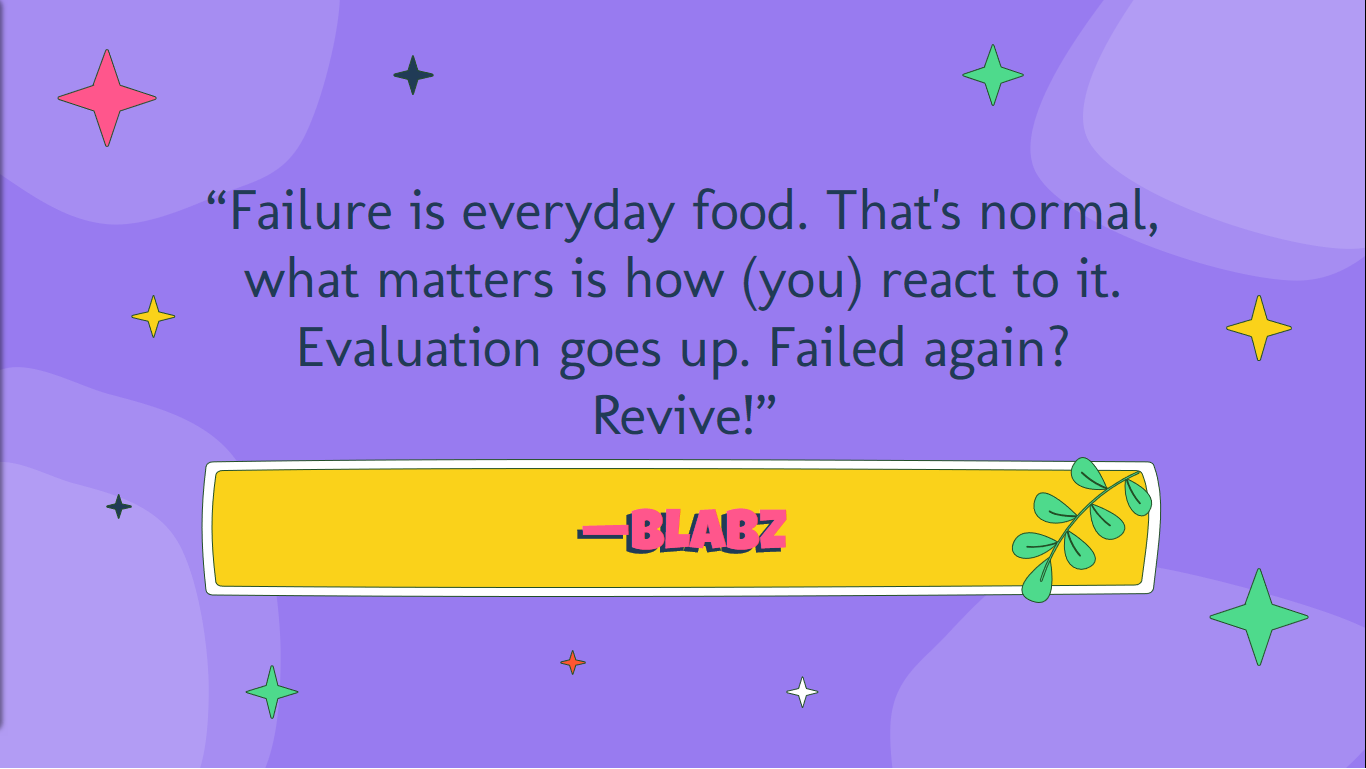 “Failure is everyday food. That's normal,
what matters is how (you) react to it.
Evaluation goes up. Failed again?
Revive!”
—BLABZ